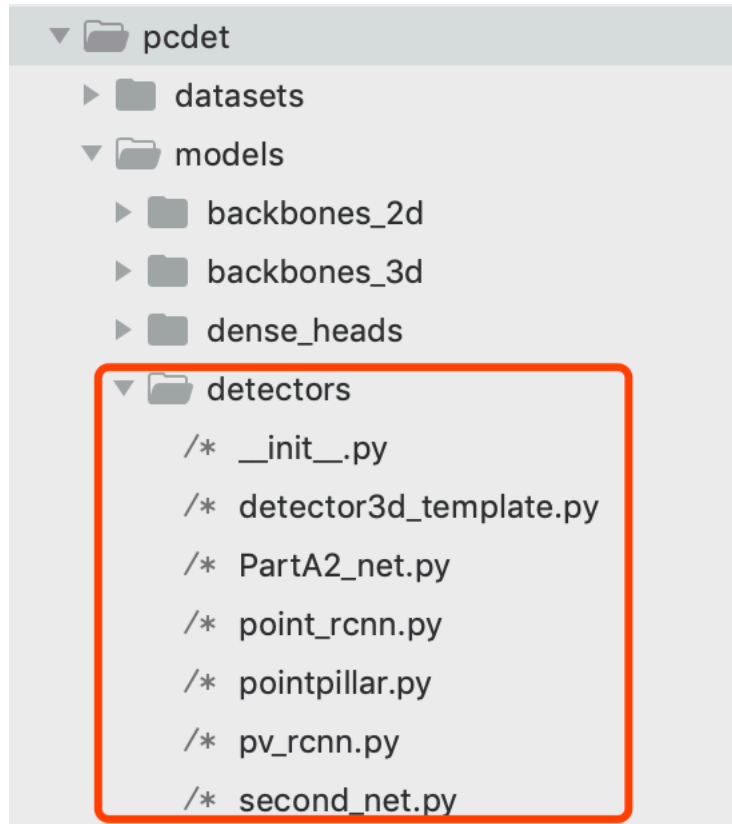 pcdet
datasets
models
backbones_2d
backbones_3d
dense_heads
detectors
/* __init__.py
/* detector3d_template.py
/* PartA2_net.py
/* point_rcnn.py
/* pointpillar.py
/* pv_rcnn.py
/* second_net.py